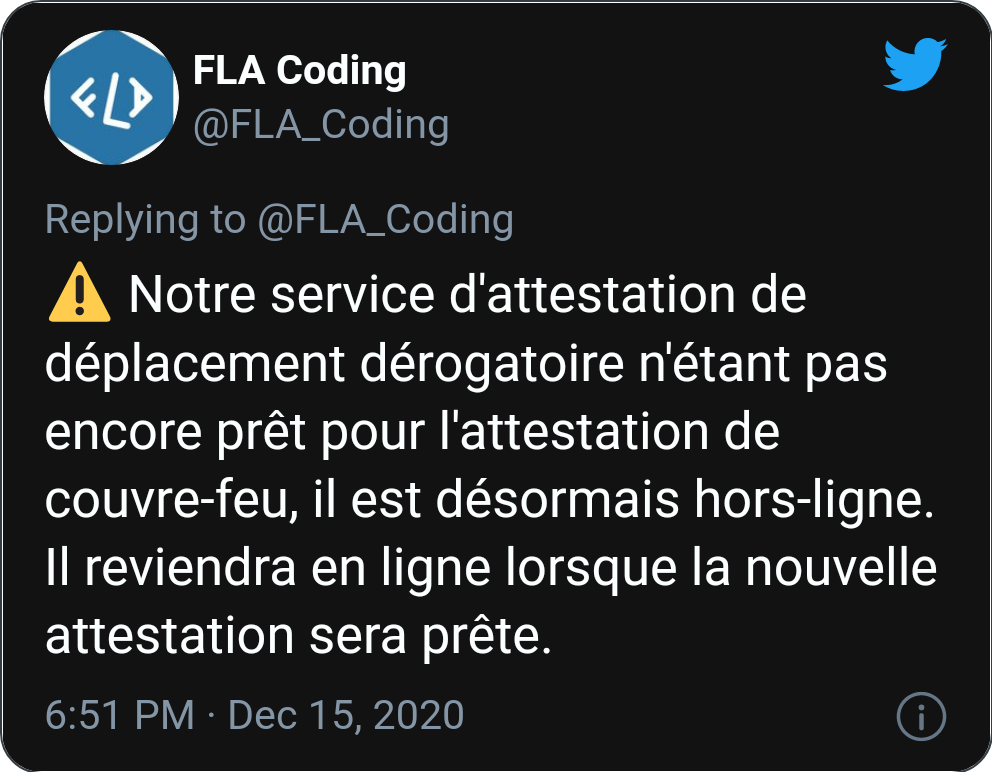 FLA Coding
@FLA_Coding
Replying to @FLA_Coding
⚠️ Notre service d'attestation de
déplacement dérogatoire n'étant pas
encore prêt pour l'attestation de
couvre-feu, il est désormais hors-ligne.
Il reviendra en ligne lorsque la nouvelle
attestation sera prête.
6:51 PM · Dec 15, 2020